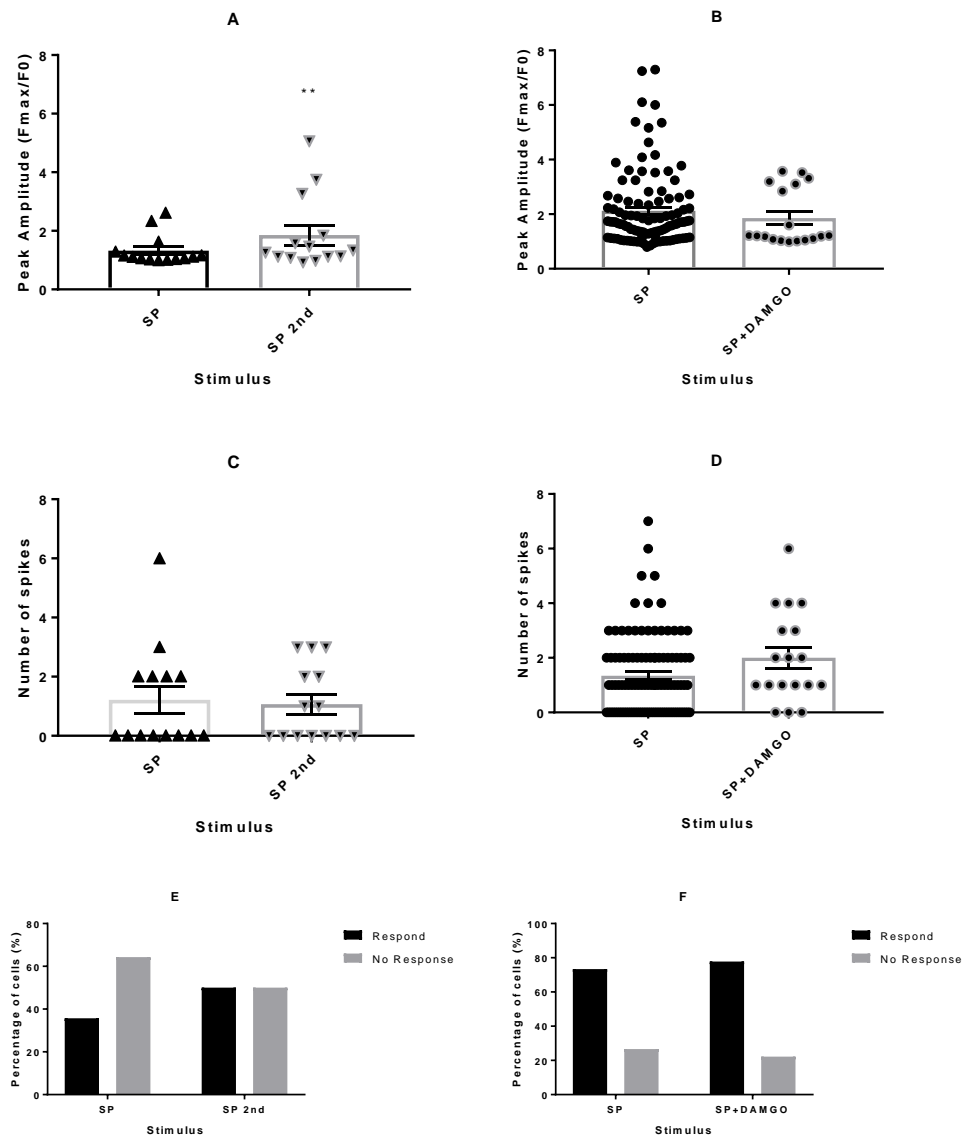 A
Peak Amplitude (Fmax/F0)
8
6
4
2
0
**
SP
SP 2nd
Stimulus
B
Peak Amplitude (Fmax/F0)
8
6
4
2
0
SP
SP+DAMGO
Stimulus
C
Number of spikes
8
6
4
2
0
SP
SP 2nd
Stimulus
D
Number of spikes
8
6
4
2
0
SP
SP+DAMGO
Stimulus
E
Percentage of cells (%)
80
60
40
20
0
SP
SP 2nd
Stimulus
Respond
No Response
F
Percentage of cells (%)
100
80
60
40
20
0
SP
SP+DAMGO
Stimulus
Respond
No Response